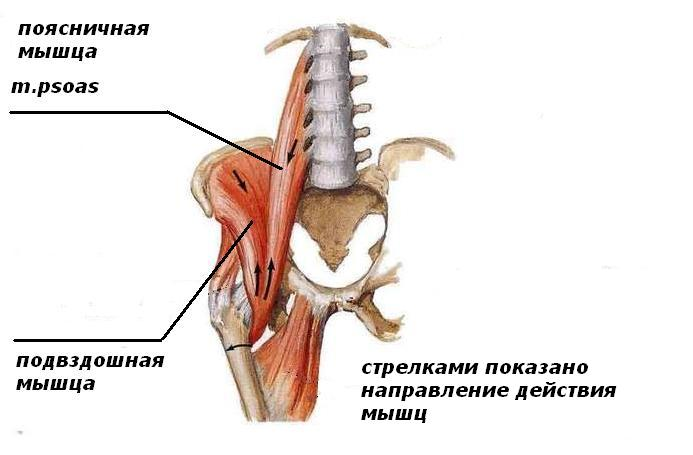 поясничная
мышца
m.psoas
подвздошная
мышца
стрелками показано
направление действия
мышц